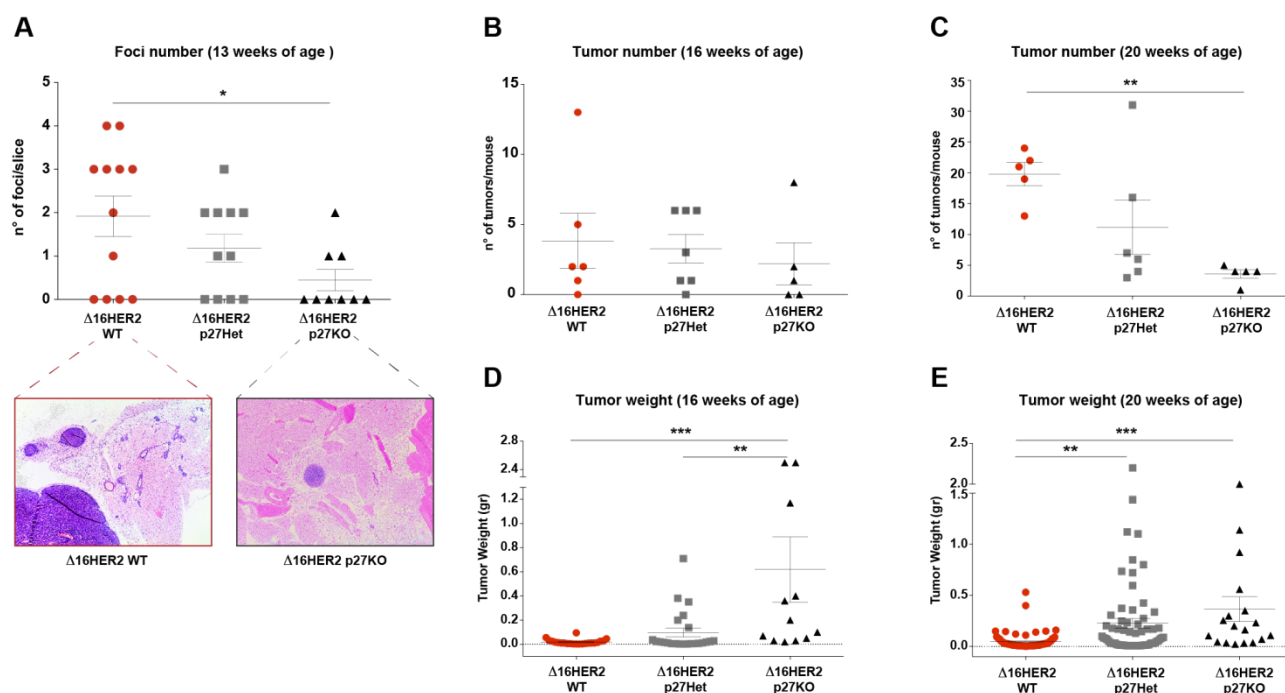 A
Foci number (13 weeks of age )
n° of foci/slice
5
4
3
2
1
0
*
Δ16HER2
WT
Δ16HER2
p27Het
Δ16HER2
p27KO
Δ16HER2 WT
Δ16HER2 p27KO
B
Tumor number (16 weeks of age)
n° of tumors/mouse
15
10
5
0
Δ16HER2
WT
Δ16HER2
p27Het
Δ16HER2
p27KO
C
Tumor number (20 weeks of age)
n° of tumors/mouse
35
30
25
20
15
10
5
0
**
Δ16HER2
WT
Δ16HER2
p27Het
Δ16HER2
p27KO
D
Tumor weight (16 weeks of age)
Tumor Weight (gr)
2.8
2.6
2.4
1.2
1.0
0.8
0.6
0.4
0.2
0.0
***
**
Δ16HER2
WT
Δ16HER2
p27Het
Δ16HER2
p27KO
E
Tumor weight (20 weeks of age)
Tumor Weight (gr)
2.5
2.0
1.5
1.0
0.5
0.0
***
**
Δ16HER2
WT
Δ16HER2
p27Het
Δ16HER2
p27KO